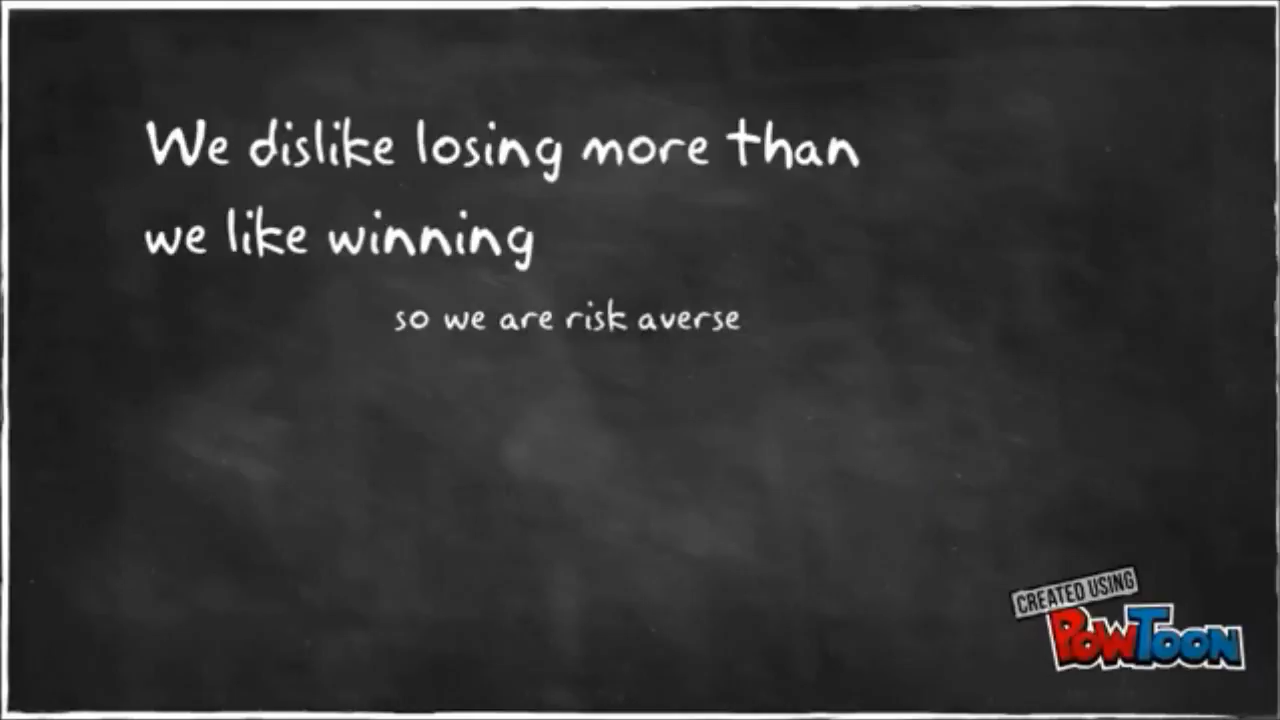 We dislike losing more than
we like winning
so we are risk averse
CREATED USING
POWTOON